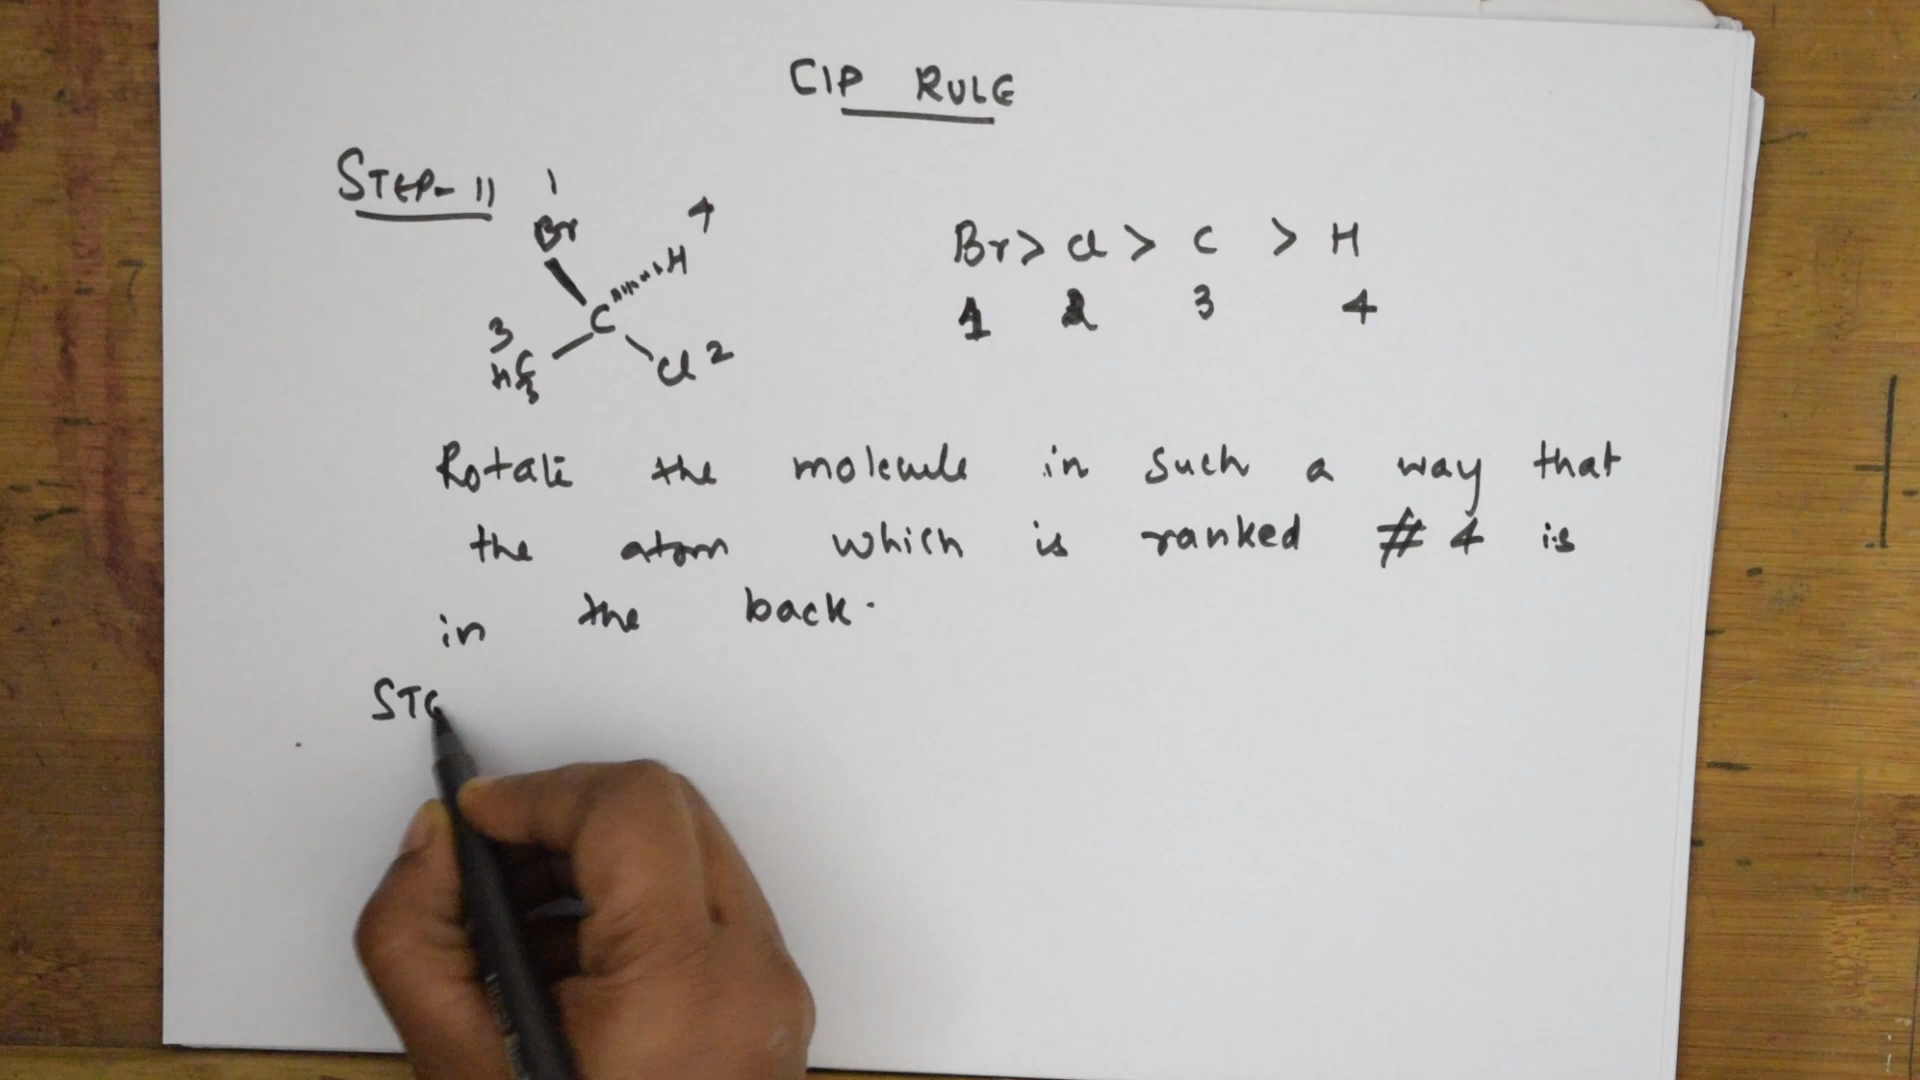 CIP RULE
STEP-II
1
Br
4
H
C
3
H3C
Cl 2
Br > Cl > C > H
1 2 3 4
Rotate the molecule in such a way that
the atom which is ranked # 4 is
in the back.
STE